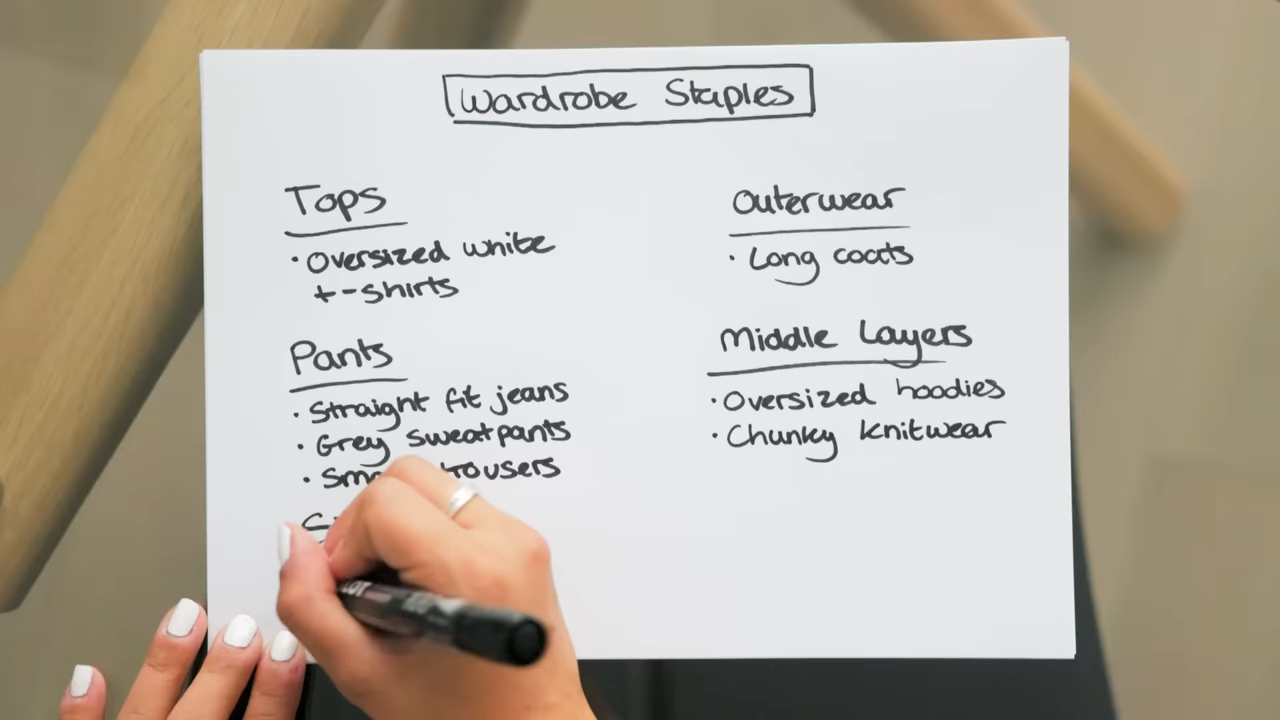 Wardrobe Staples
Tops
· Oversized white
t-shirts
Pants
· Straight fit jeans
· Grey sweatpants
· trousers
Outerwear
· Long coats
Middle Layers
· Oversized hoodies
· Chunky knitwear